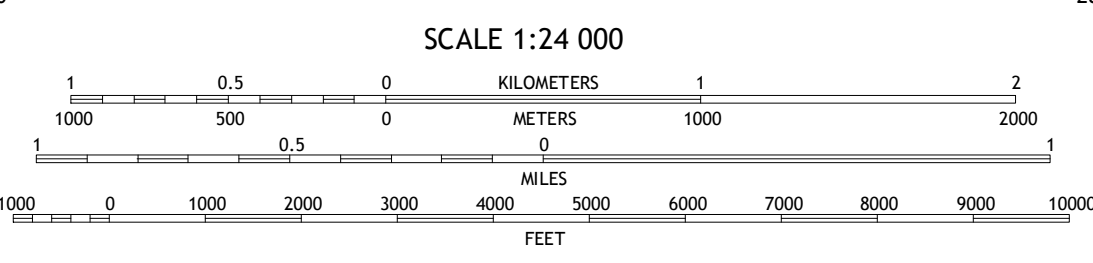 SCALE 1:24 000
1 0.5 0 KILOMETERS 1 2
1000 500 0 METERS 1000 2000
1 0.5 0 1
MILES
1000 0 1000 2000 3000 4000 5000 6000 7000 8000 9000 10000
FEET